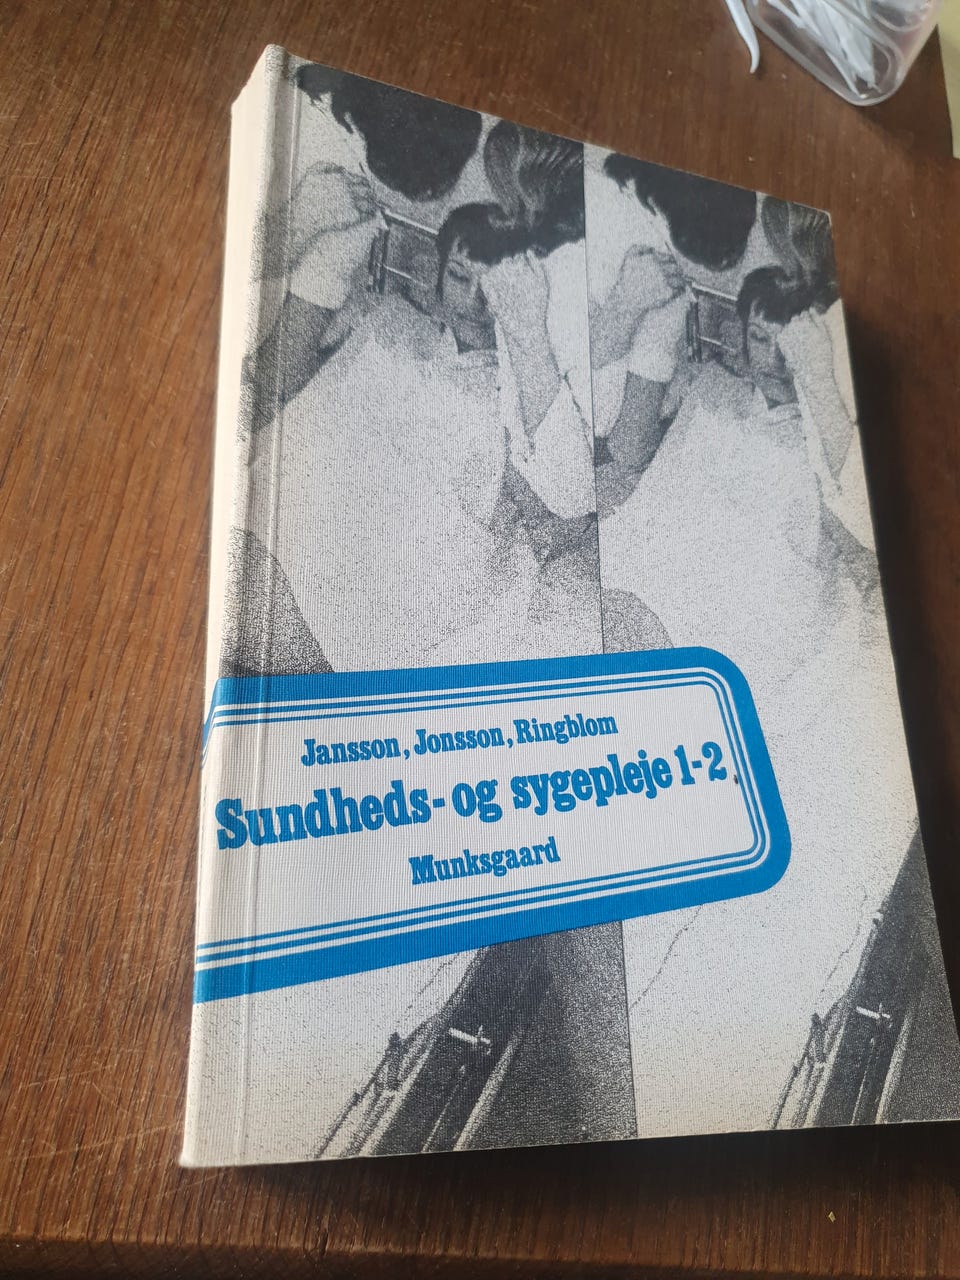 Jansson, Jonsson, Ringblom
Sundheds- og sygepleje 1-2
Munksgaard